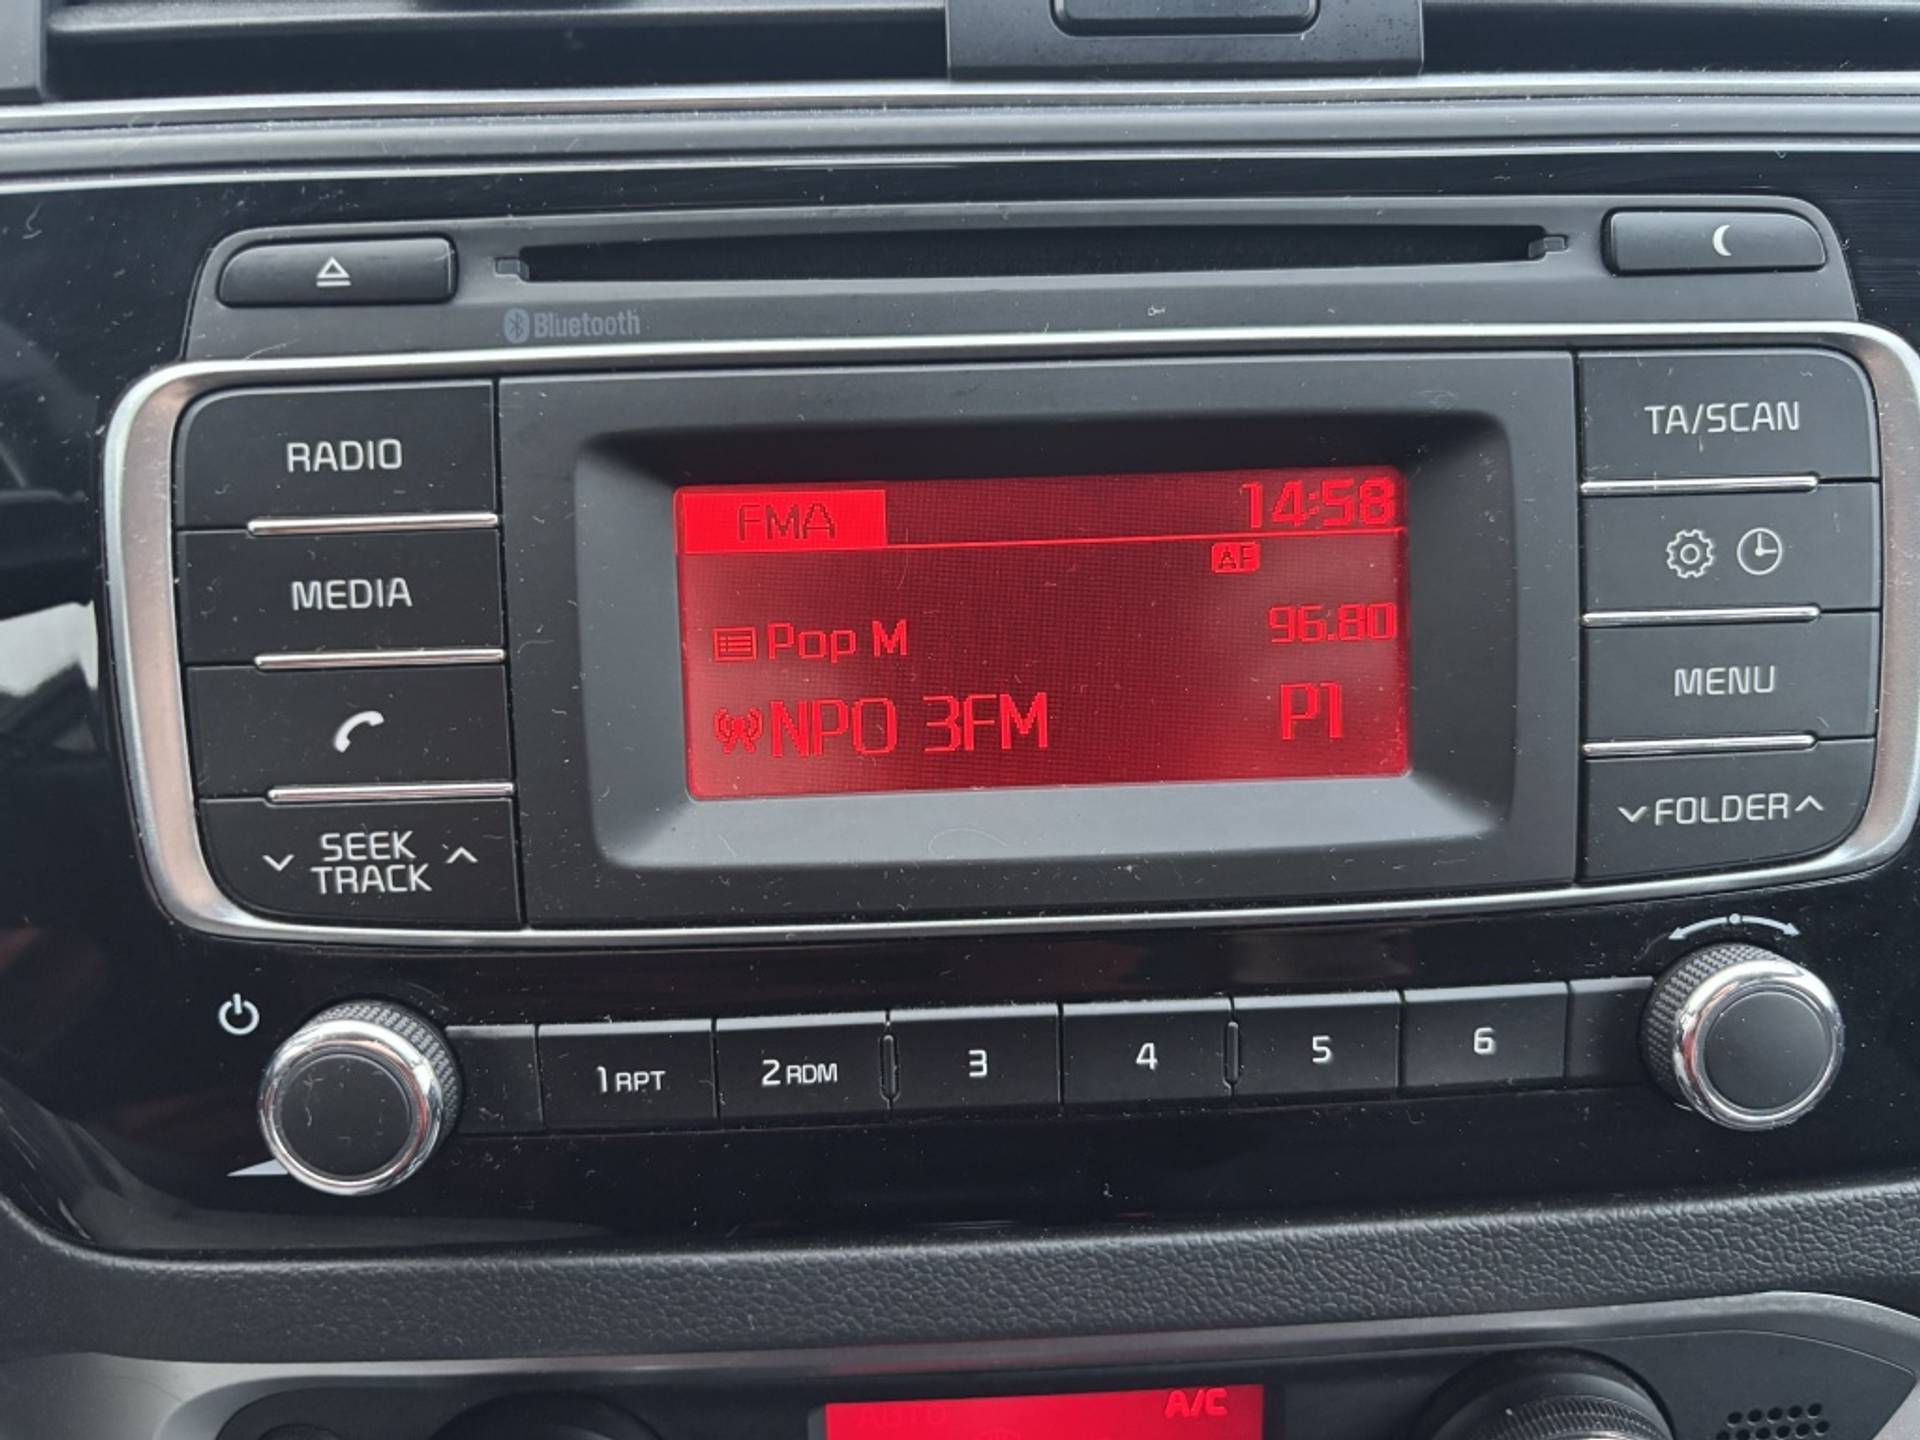 Bluetooth
RADIO
MEDIA
SEEK
TRACK
FMA 14:58
AF
Pop M 96.80
NPO 3FM P1
TA/SCAN
MENU
FOLDER
1 RPT 2 RDM 3 4 5 6
AUTO A/C